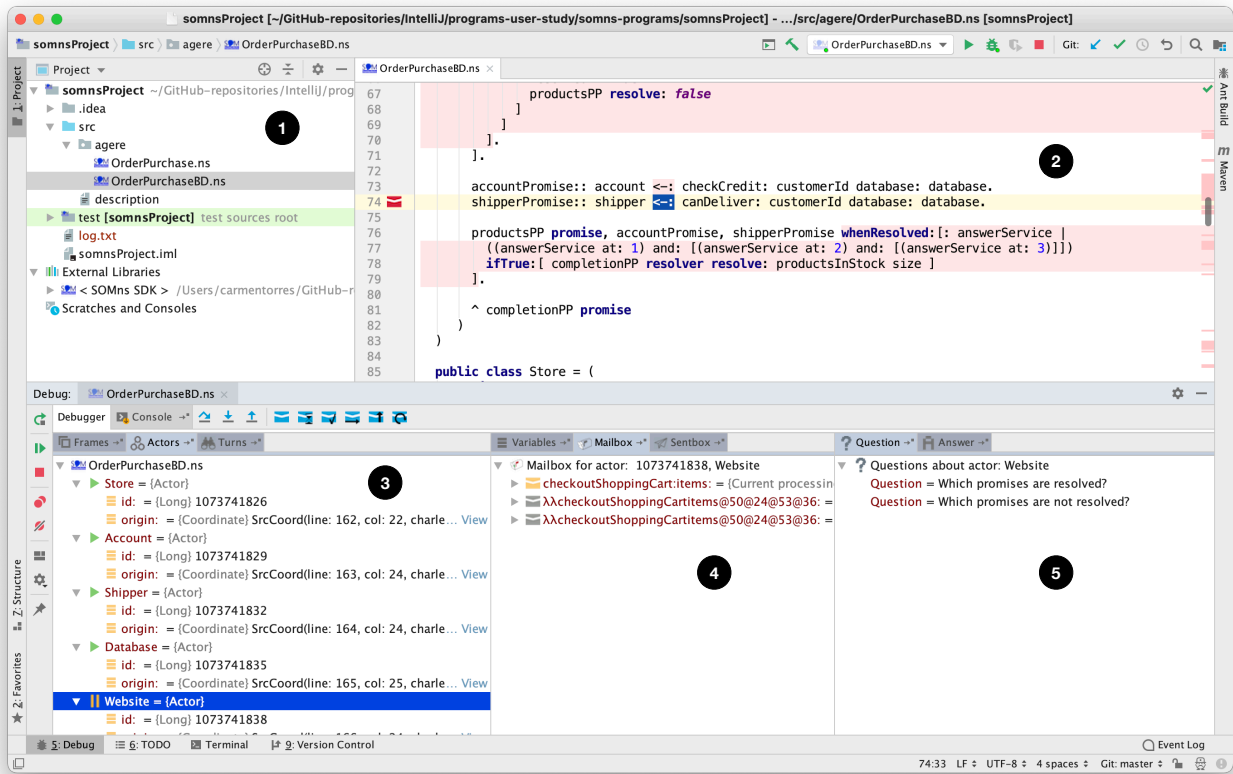 somnsProject [~/GitHub-repositories/IntelliJ/programs-user-study/somns-programs/somnsProject] - .../src/agere/OrderPurchaseBD.ns [somnsProject]
somnsProject src agere OrderPurchaseBD.ns
OrderPurchaseBD.ns Git:
1: Project
Project
OrderPurchaseBD.ns ×
somnsProject ~/GitHub-repositories/IntelliJ/prog
.idea
src
agere
OrderPurchase.ns
OrderPurchaseBD.ns
description
test [somnsProject] test sources root
log.txt
somnsProject.iml
External Libraries
< SOMns SDK > /Users/carmentorres/GitHub-r
Scratches and Consoles
1
2
67 productsPP resolve: false
68 ]
69 ]
70 ].
71 ].
72
73 accountPromise:: account <-: checkCredit: customerId database: database.
74 shipperPromise:: shipper <-: canDeliver: customerId database: database.
75
76 productsPP promise, accountPromise, shipperPromise whenResolved:[: answerService |
77 ((answerService at: 1) and: [(answerService at: 2) and: [(answerService at: 3)]])
78 ifTrue:[ completionPP resolver resolve: productsInStock size ]
79 ].
80
81 ^ completionPP promise
82 )
83 )
84
85 public class Store = (
Ant Build
m Maven
Debug: OrderPurchaseBD.ns ×
Debugger Console
Frames Actors Turns
OrderPurchaseBD.ns
Store = {Actor}
id: = {Long} 1073741826
origin: = {Coordinate} SrcCoord(line: 162, col: 22, charle... View
Account = {Actor}
id: = {Long} 1073741829
origin: = {Coordinate} SrcCoord(line: 163, col: 24, charle... View
Shipper = {Actor}
id: = {Long} 1073741832
origin: = {Coordinate} SrcCoord(line: 164, col: 24, charle... View
Database = {Actor}
id: = {Long} 1073741835
origin: = {Coordinate} SrcCoord(line: 165, col: 25, charle... View
Website = {Actor}
id: = {Long} 1073741838
3
Variables Mailbox Sentbox
Mailbox for actor: 1073741838, Website
checkoutShoppingCart:items: = {Current processin
λλcheckoutShoppingCartitems@50@24@53@36: =
λλcheckoutShoppingCartitems@50@24@53@36: =
4
Question Answer
Questions about actor: Website
Question = Which promises are resolved?
Question = Which promises are not resolved?
5
Z: Structure
2: Favorites
5: Debug 6: TODO Terminal 9: Version Control Event Log
74:33 LF UTF-8 4 spaces Git: master